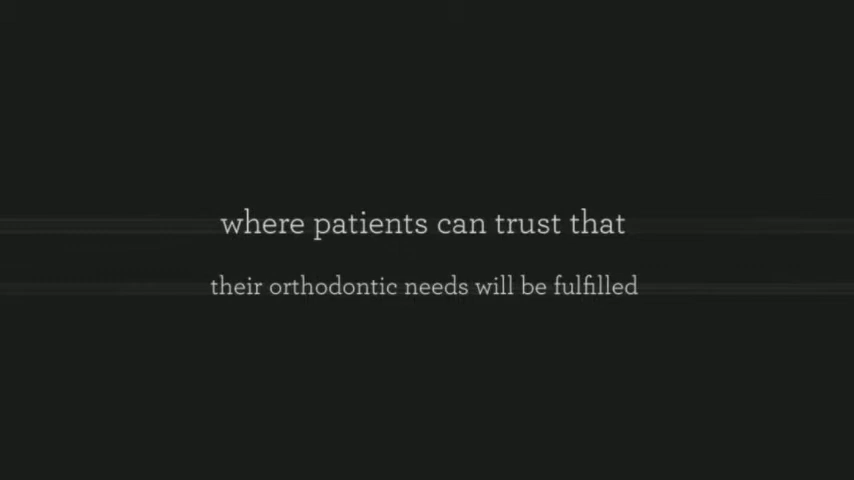 where patients can trust that
their orthodontic needs will be fulfilled